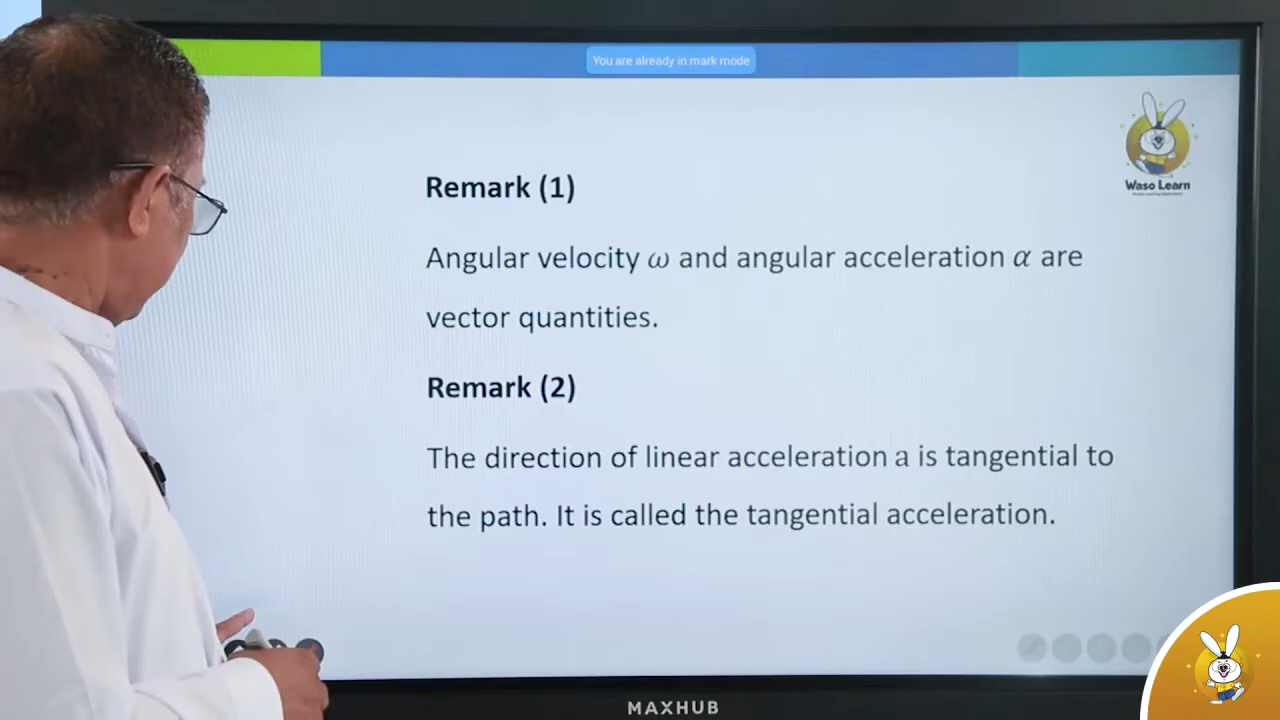 You are already in mark mode
Waso Learn
Remark (1)
Angular velocity ω and angular acceleration α are
vector quantities.
Remark (2)
The direction of linear acceleration a is tangential to
the path. It is called the tangential acceleration.
MAXHUB